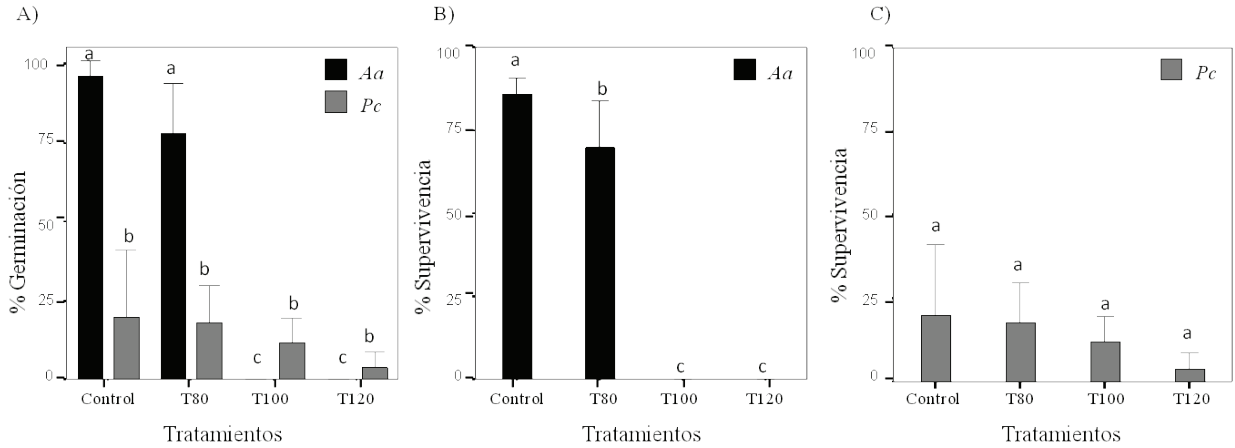 A)
% Germinación
100
75
50
25
0
a
a
b
b
c
b
c
b
Aa
Pc
Control
T80
T100
T120
Tratamientos
B)
% Supervivencia
100
75
50
25
0
a
b
c
c
Aa
Control
T80
T100
T120
Tratamientos
C)
% Supervivencia
100
75
50
25
0
a
a
a
a
Pc
Control
T80
T100
T120
Tratamientos